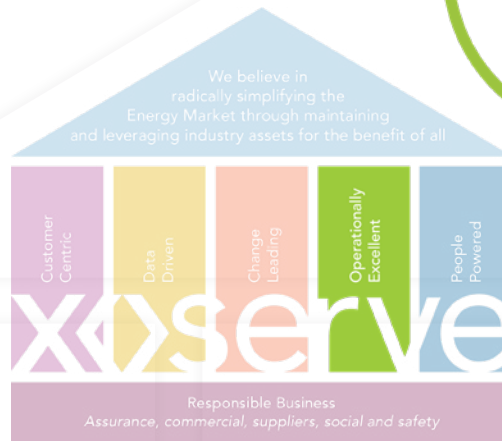 We believe in
radically simplifying the
Energy Market through maintaining
and leveraging industry assets for the benefit of all
Customer
Centric
Data
Driven
Change
Leading
Operationally
Excellent
People
Powered
xoserve
Responsible Business
Assurance, commercial, suppliers, social and safety